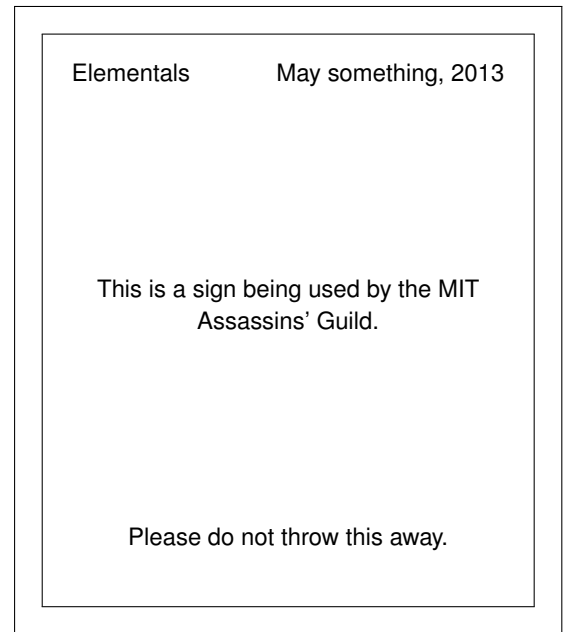 Elementals May something, 2013
This is a sign being used by the MIT
Assassins’ Guild.
Please do not throw this away.